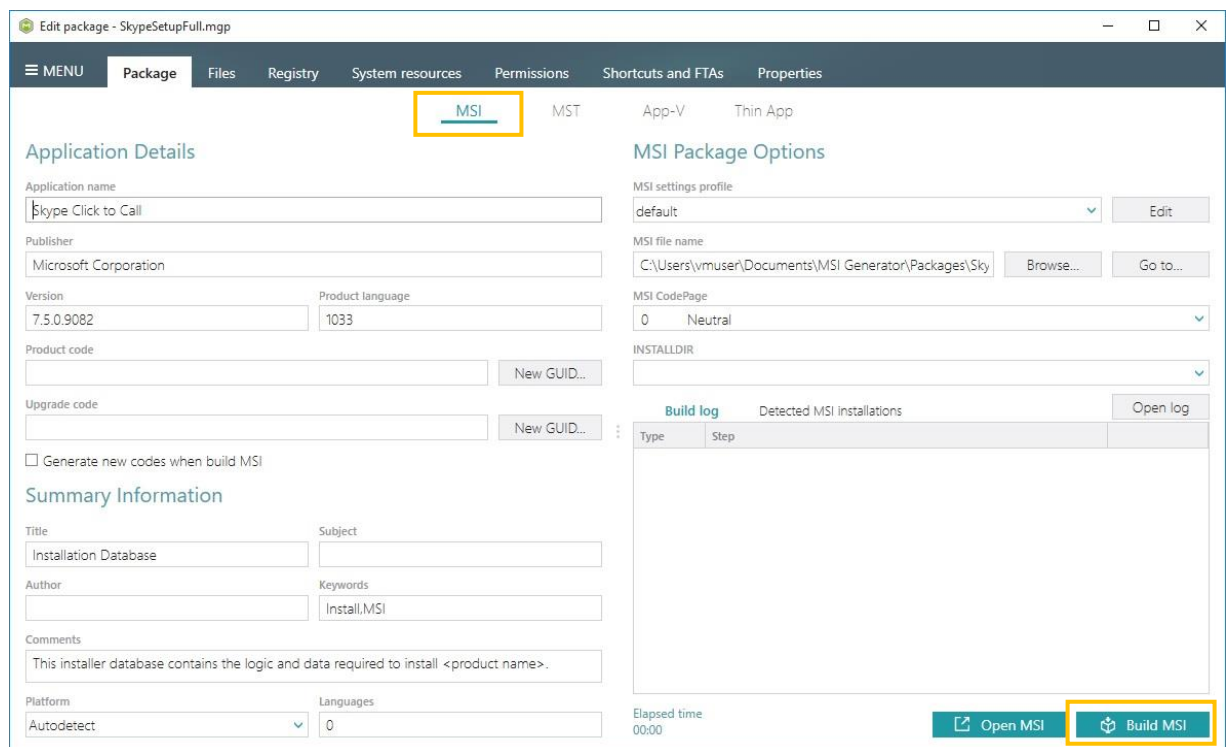 Edit package - SkypeSetupFull.mgp
MENU Package Files Registry System resources Permissions Shortcuts and FTAs Properties
MSI MST App-V Thin App
Application Details
Application name
Skype Click to Call
Publisher
Microsoft Corporation
Version Product language
7.5.0.9082 1033
Product code
New GUID...
Upgrade code
New GUID...
Generate new codes when build MSI
Summary Information
Title Subject
Installation Database
Author Keywords
Install,MSI
Comments
This installer database contains the logic and data required to install <product name>.
Platform Languages
Autodetect 0
MSI Package Options
MSI settings profile
default Edit
MSI file name
C:\Users\vmuser\Documents\MSI Generator\Packages\Sky Browse... Go to...
MSI CodePage
0 Neutral
INSTALLDIR
Build log Detected MSI installations Open log
Type Step
Elapsed time
00:00
Open MSI Build MSI